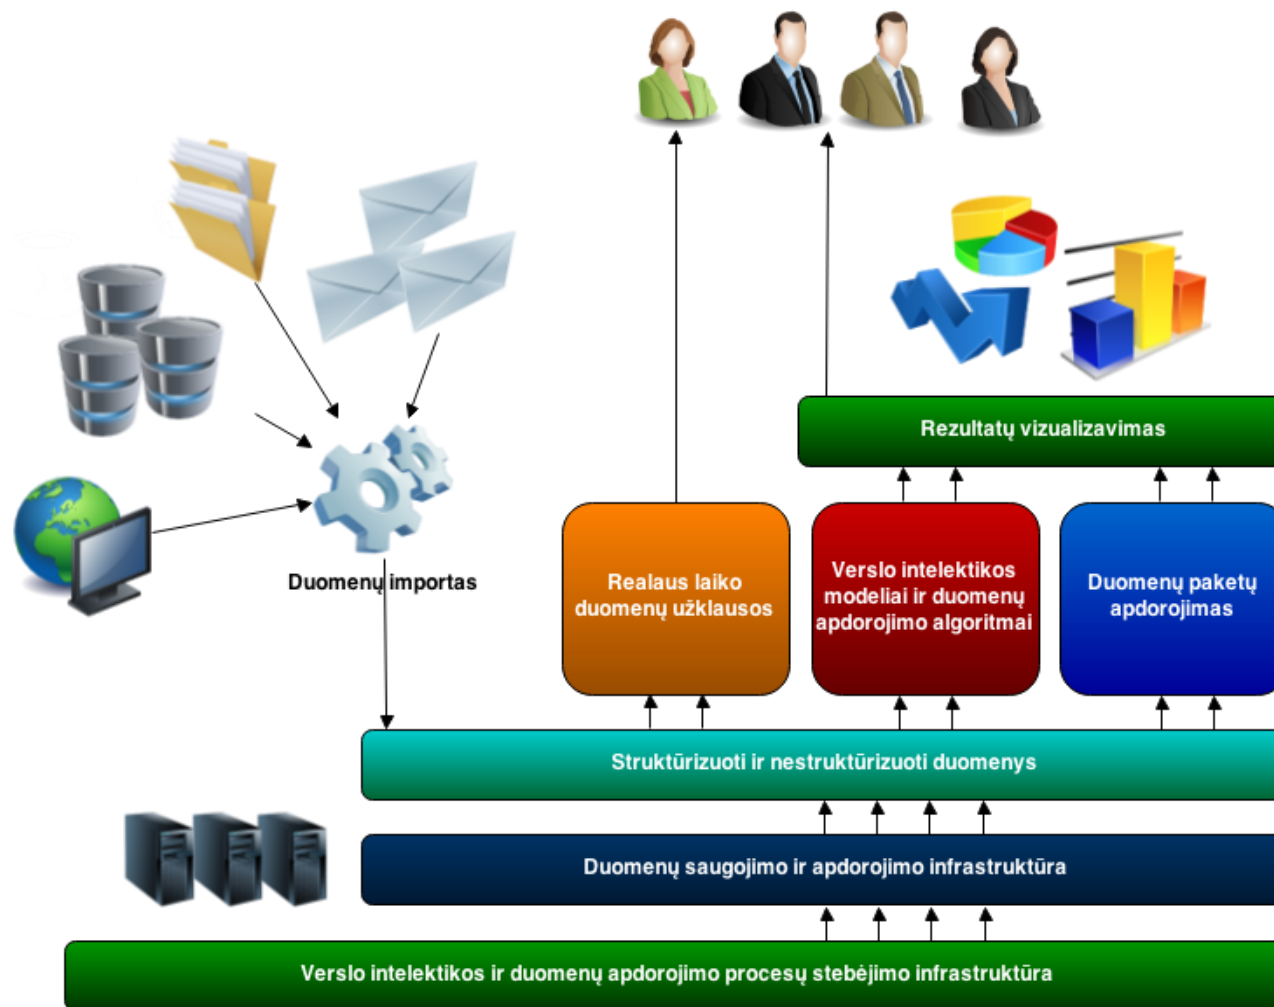 Rezultatų vizualizavimas
Duomenų importas
Realaus laiko
duomenų užklausos
Verslo intelektikos
modeliai ir duomenų
apdorojimo algoritmai
Duomenų paketų
apdorojimas
Struktūrizuoti ir nestruktūrizuoti duomenys
Duomenų saugojimo ir apdorojimo infrastruktūra
Verslo intelektikos ir duomenų apdorojimo procesų stebėjimo infrastruktūra